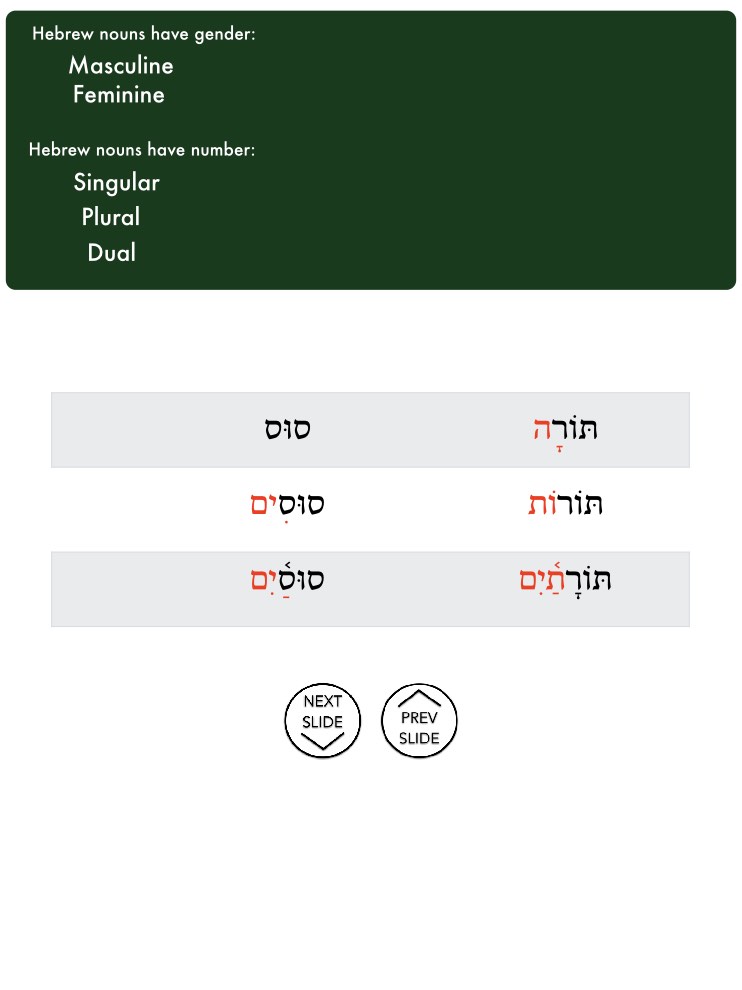 Hebrew nouns have gender:
Masculine
Feminine
Hebrew nouns have number:
Singular
Plural
Dual
תּוֹרָה סוּס
תּוֹרוֹת סוּסִים
תּוֹרָתַ֫יִם סוּסַ֫יִם
NEXT
SLIDE
PREV
SLIDE